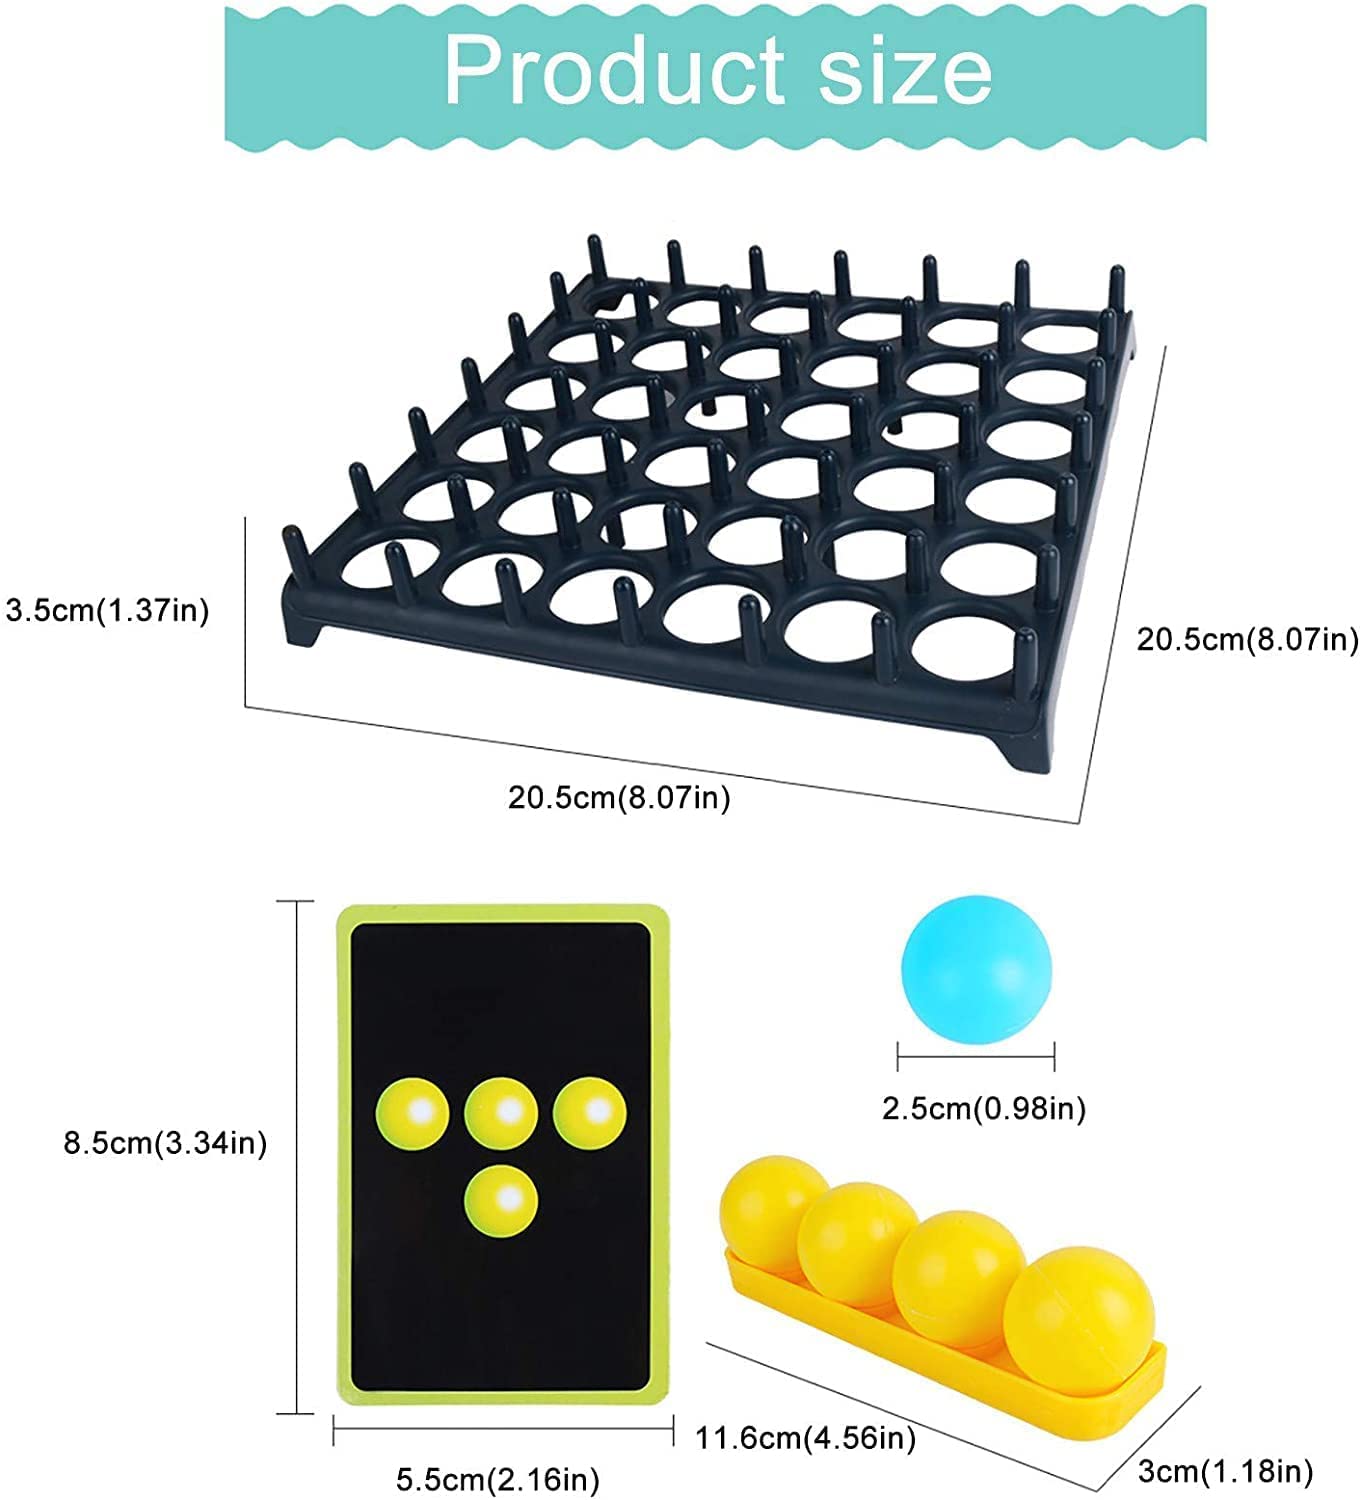 Product size
3.5cm(1.37in)
20.5cm(8.07in)
20.5cm(8.07in)
8.5cm(3.34in)
2.5cm(0.98in)
5.5cm(2.16in)
11.6cm(4.56in)
3cm(1.18in)